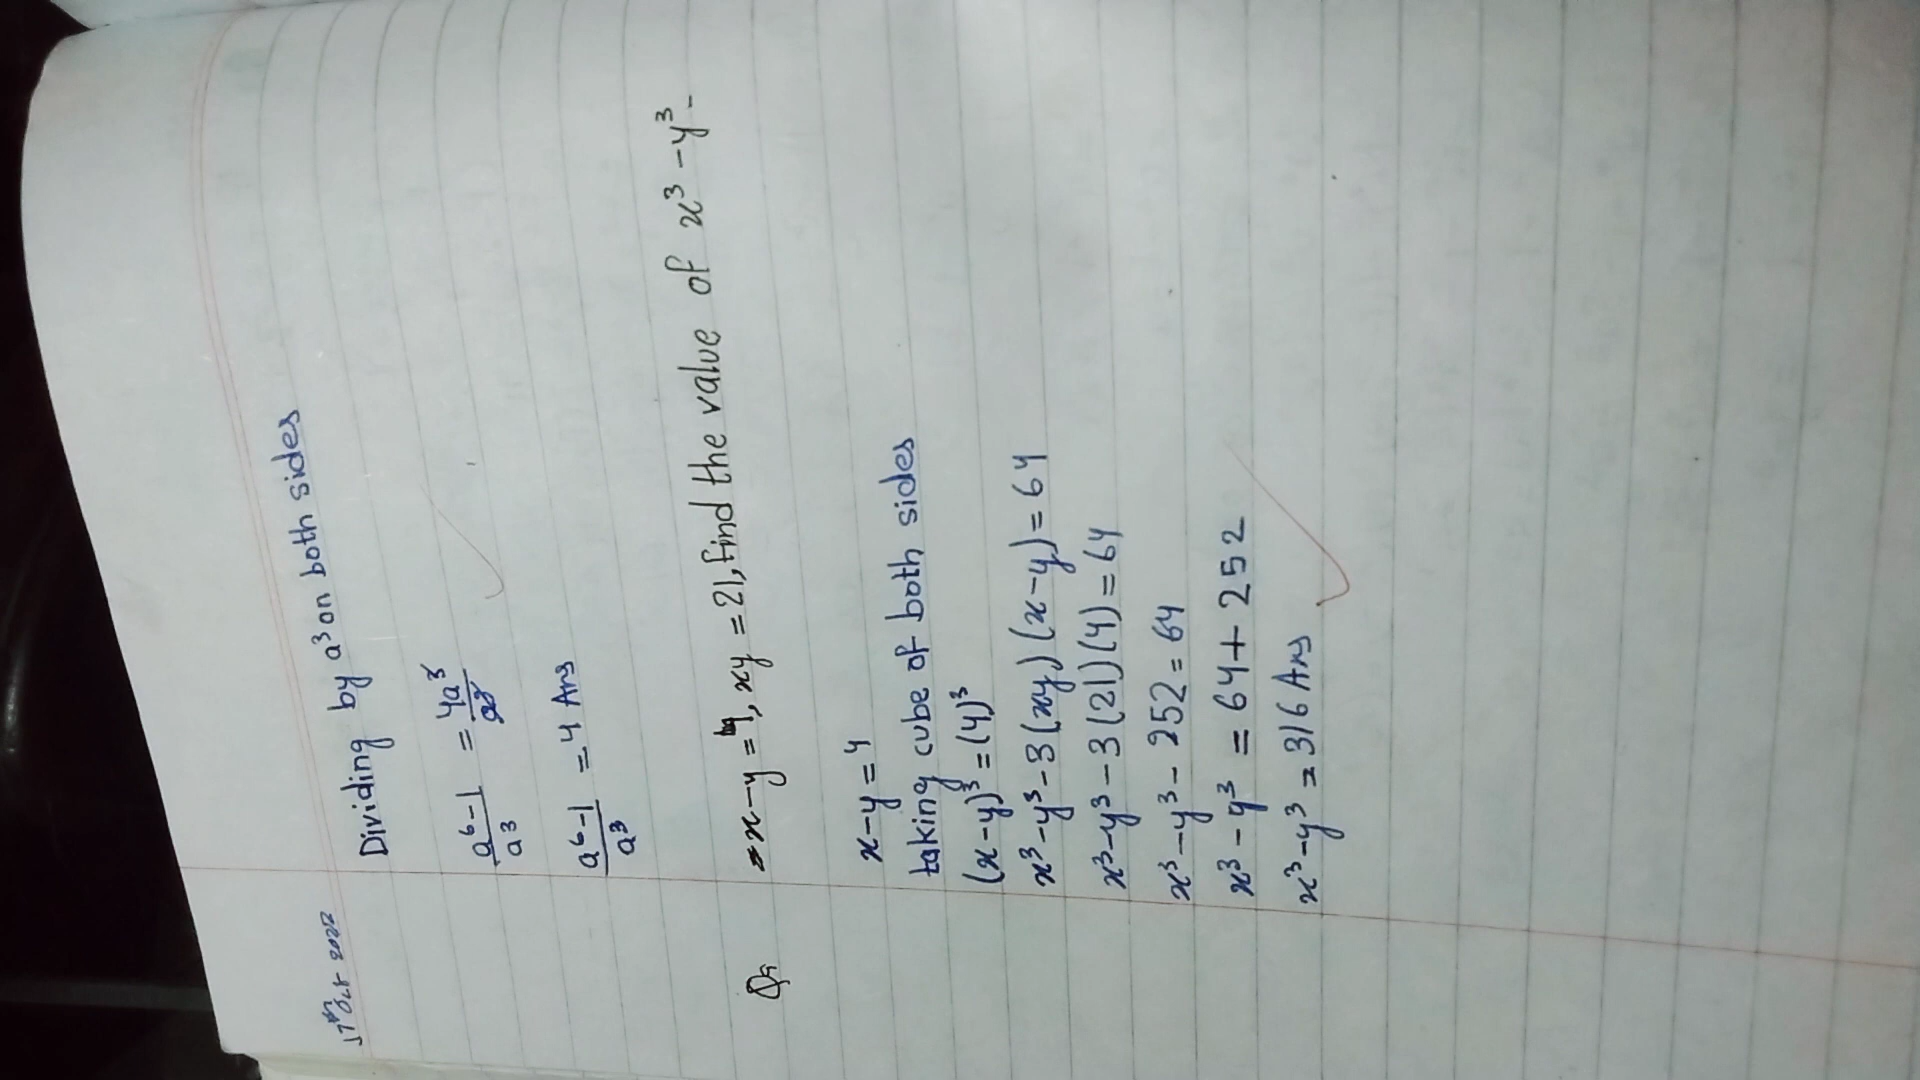 17th Oct 2022
Dividing by a³ on both sides
a⁶-1/a³ = 4a³/a³
a⁶-1/a³ = 4 Ans
Q, x-y=4, xy=21, find the value of x³-y³.
x-y=4
taking cube of both sides
(x-y)³=(4)³
x³-y³-3(xy)(x-y)=64
x³-y³-3(21)(4)=64
x³-y³-252=64
x³-y³=64+252
x³-y³=316 Ans